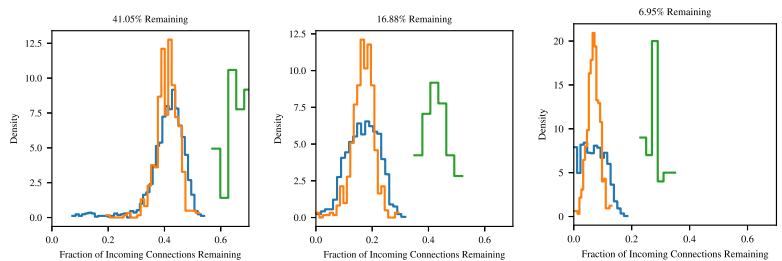 41.05% Remaining
12.5
10.0
7.5
5.0
2.5
0.0
Density
0.0 0.2 0.4 0.6
Fraction of Incoming Connections Remaining
16.88% Remaining
12.5
10.0
7.5
5.0
2.5
0.0
Density
0.0 0.2 0.4 0.6
Fraction of Incoming Connections Remaining
6.95% Remaining
20
15
10
5
0
Density
0.0 0.2 0.4 0.6
Fraction of Incoming Connections Remaining